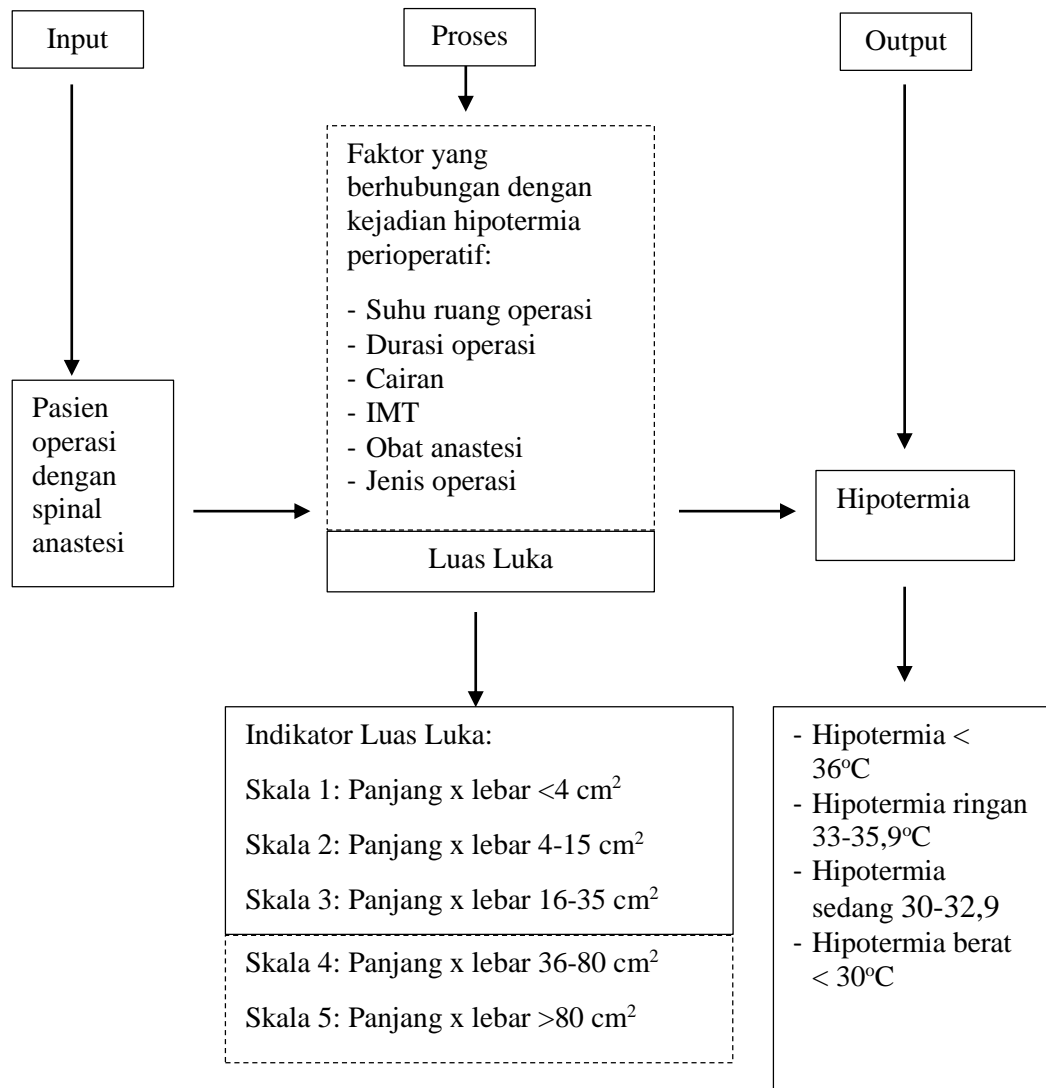 Input
Proses
Output
Faktor yang
berhubungan dengan
kejadian hipotermia
perioperatif:
- Suhu ruang operasi
- Durasi operasi
- Cairan
- IMT
- Obat anastesi
- Jenis operasi
Pasien
operasi
dengan
spinal
anastesi
Luas Luka
Hipotermia
Indikator Luas Luka:
Skala 1: Panjang x lebar <4 cm²
Skala 2: Panjang x lebar 4-15 cm²
Skala 3: Panjang x lebar 16-35 cm²
Skala 4: Panjang x lebar 36-80 cm²
Skala 5: Panjang x lebar >80 cm²
- Hipotermia <
36°C
- Hipotermia ringan
33-35,9°C
- Hipotermia
sedang 30-32,9
- Hipotermia berat
< 30°C